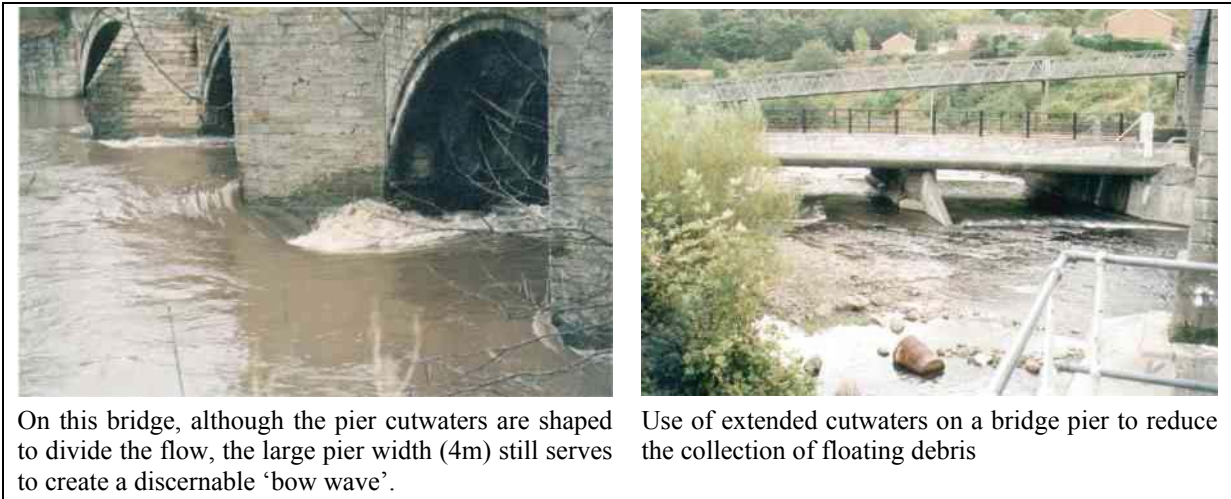 On this bridge, although the pier cutwaters are shaped
to divide the flow, the large pier width (4m) still serves
to create a discernable ‘bow wave’.
Use of extended cutwaters on a bridge pier to reduce
the collection of floating debris